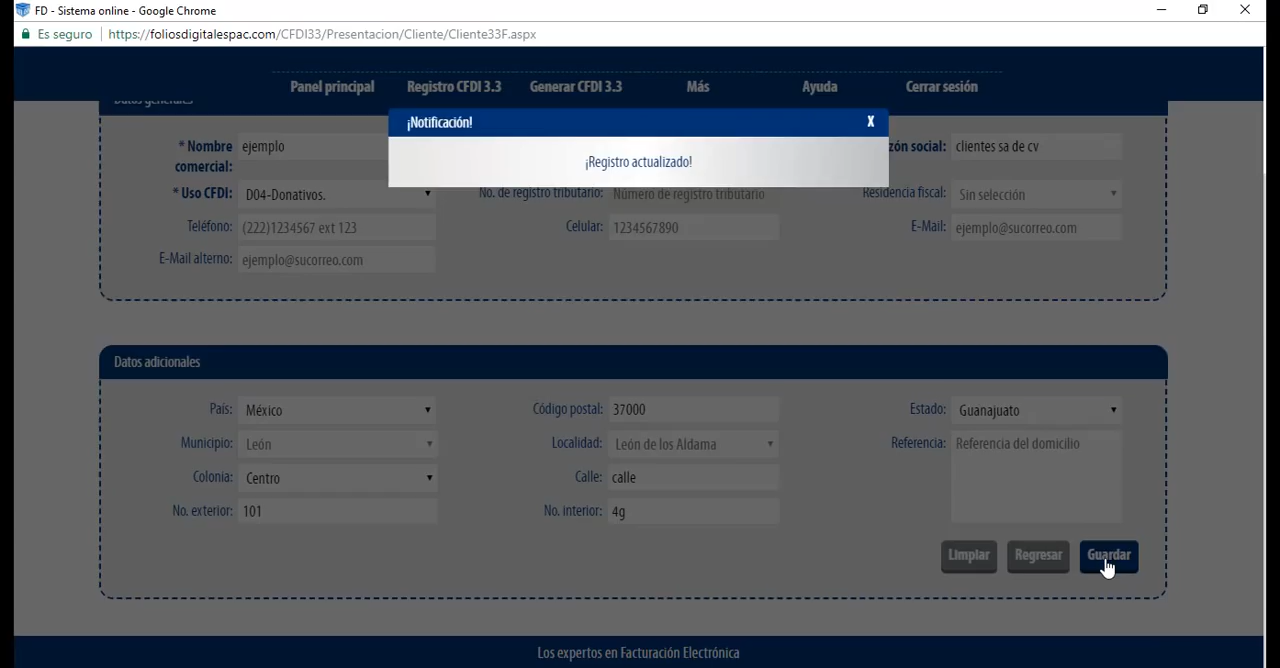 FD - Sistema online - Google Chrome
Es seguro | https://foliosdigitalespac.com/CFDI33/Presentacion/Cliente/Cliente33F.aspx
Panel principal Registro CFDI 3.3 Generar CFDI 3.3 Más Ayuda Cerrar sesión
Datos generales
¡Notificación! X
¡Registro actualizado!
* Nombre comercial: ejemplo
zón social: clientes sa de cv
* Uso CFDI: D04-Donativos. No. de registro tributario: Número de registro tributario Residencia fiscal: Sin selección
Teléfono: (222)1234567 ext 123 Celular: 1234567890 E-Mail: ejemplo@sucorreo.com
E-Mail alterno: ejemplo@sucorreo.com
Datos adicionales
País: México Código postal: 37000 Estado: Guanajuato
Municipio: León Localidad: León de los Aldama Referencia: Referencia del domicilio
Colonia: Centro Calle: calle
No. exterior: 101 No. interior: 4g
Limpiar Regresar Guardar
Los expertos en Facturación Electrónica